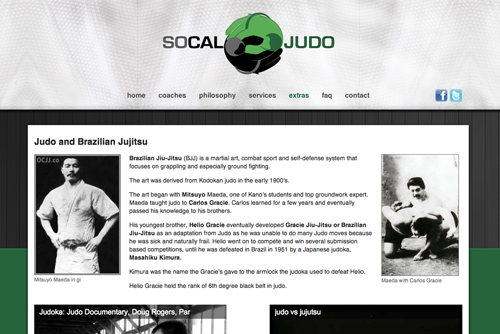 SOCAL JUDO
home coaches philosophy services extras faq contact
Judo and Brazilian Jujitsu
OCJJ.co
Brazilian Jiu-Jitsu (BJJ) is a martial art, combat sport and self-defense system that
focuses on grappling and especially ground fighting.
The art was derived from Kodokan judo in the early 1900's.
The art began with Mitsuyo Maeda, one of Kano's students and top groundwork expert.
Maeda taught judo to Carlos Gracie. Carlos learned for a few years and eventually
passed his knowledge to his brothers.
His youngest brother, Helio Gracie eventually developed Gracie Jiu-Jitsu or Brazilian
Jiu-Jitsu as an adaptation from Judo as he was unable to do many Judo moves because
he was sick and naturally frail. Helio went on to compete and win several submission
based competitions, until he was defeated in Brazil in 1951 by a Japanese judoka,
Masahiku Kimura.
Kimura was the name the Gracie's gave to the armlock the judoka used to defeat Helio.
Helio Gracie held the rank of 6th degree black belt in judo.
Mitsuyo Maeda in gi
Maeda with Carlos Gracie
Judoka: Judo Documentary, Doug Rogers, Par
judo vs jujutsu